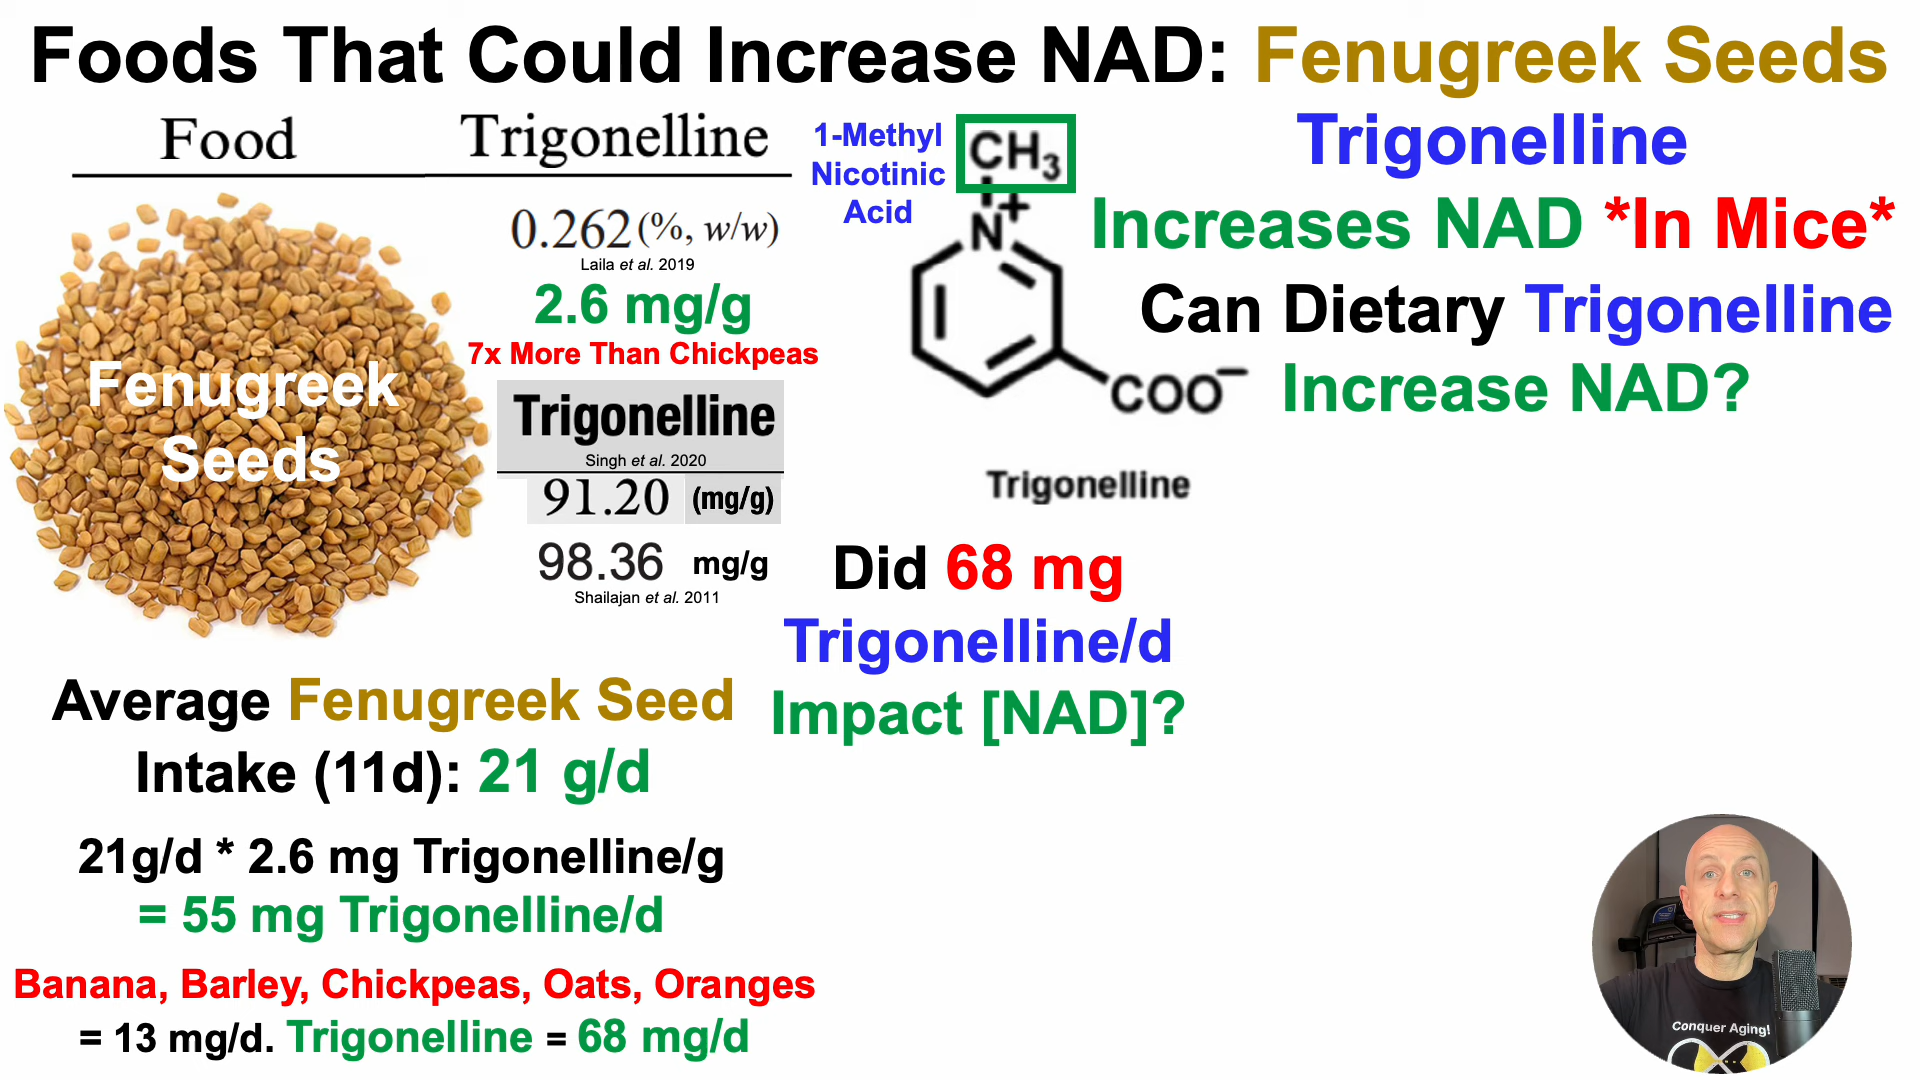 Foods That Could Increase NAD: Fenugreek Seeds
Food Trigonelline
0.262 (%, w/w)
Laila et al. 2019
2.6 mg/g
7x More Than Chickpeas
Fenugreek
Seeds
Trigonelline
Singh et al. 2020
91.20 (mg/g)
98.36 mg/g
Shailajan et al. 2011
1-Methyl
Nicotinic
Acid
CH3
N+
COO−
Trigonelline
Trigonelline
Increases NAD *In Mice*
Can Dietary Trigonelline
Increase NAD?
Did 68 mg
Trigonelline/d
Impact [NAD]?
Average Fenugreek Seed
Intake (11d): 21 g/d
21g/d * 2.6 mg Trigonelline/g
= 55 mg Trigonelline/d
Banana, Barley, Chickpeas, Oats, Oranges
= 13 mg/d. Trigonelline = 68 mg/d
Conquer Aging!